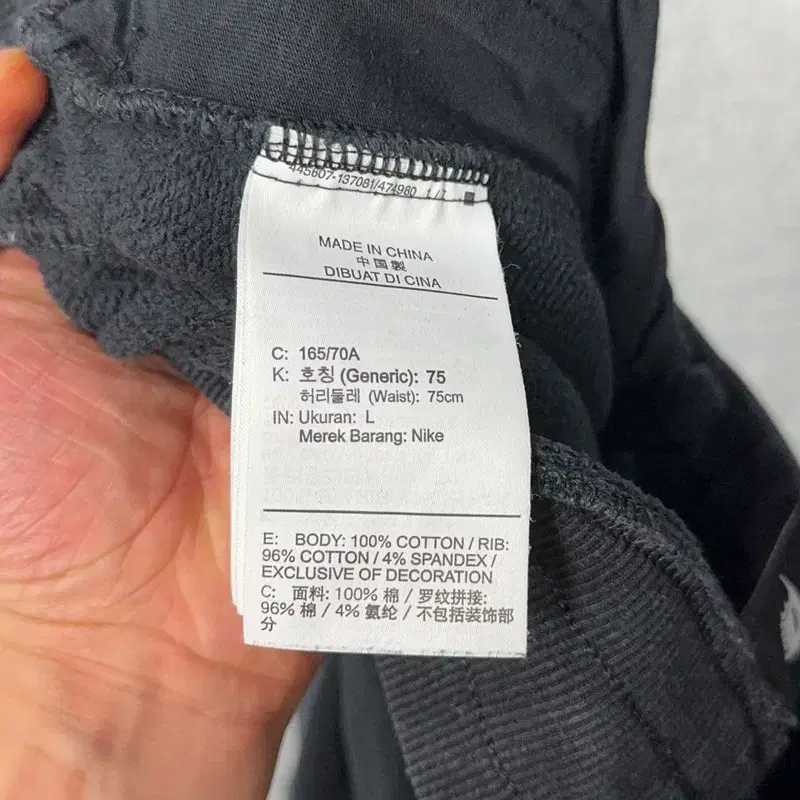 445607-137081/474980 1/7
MADE IN CHINA
中国製
DIBUAT DI CINA
C: 165/70A
K: 호칭 (Generic): 75
허리둘레 (Waist): 75cm
IN: Ukuran: L
Merek Barang: Nike
E: BODY: 100% COTTON / RIB:
96% COTTON / 4% SPANDEX /
EXCLUSIVE OF DECORATION
C: 面料: 100% 棉 / 罗纹拼接:
96% 棉 / 4% 氨纶 / 不包括装饰部
分